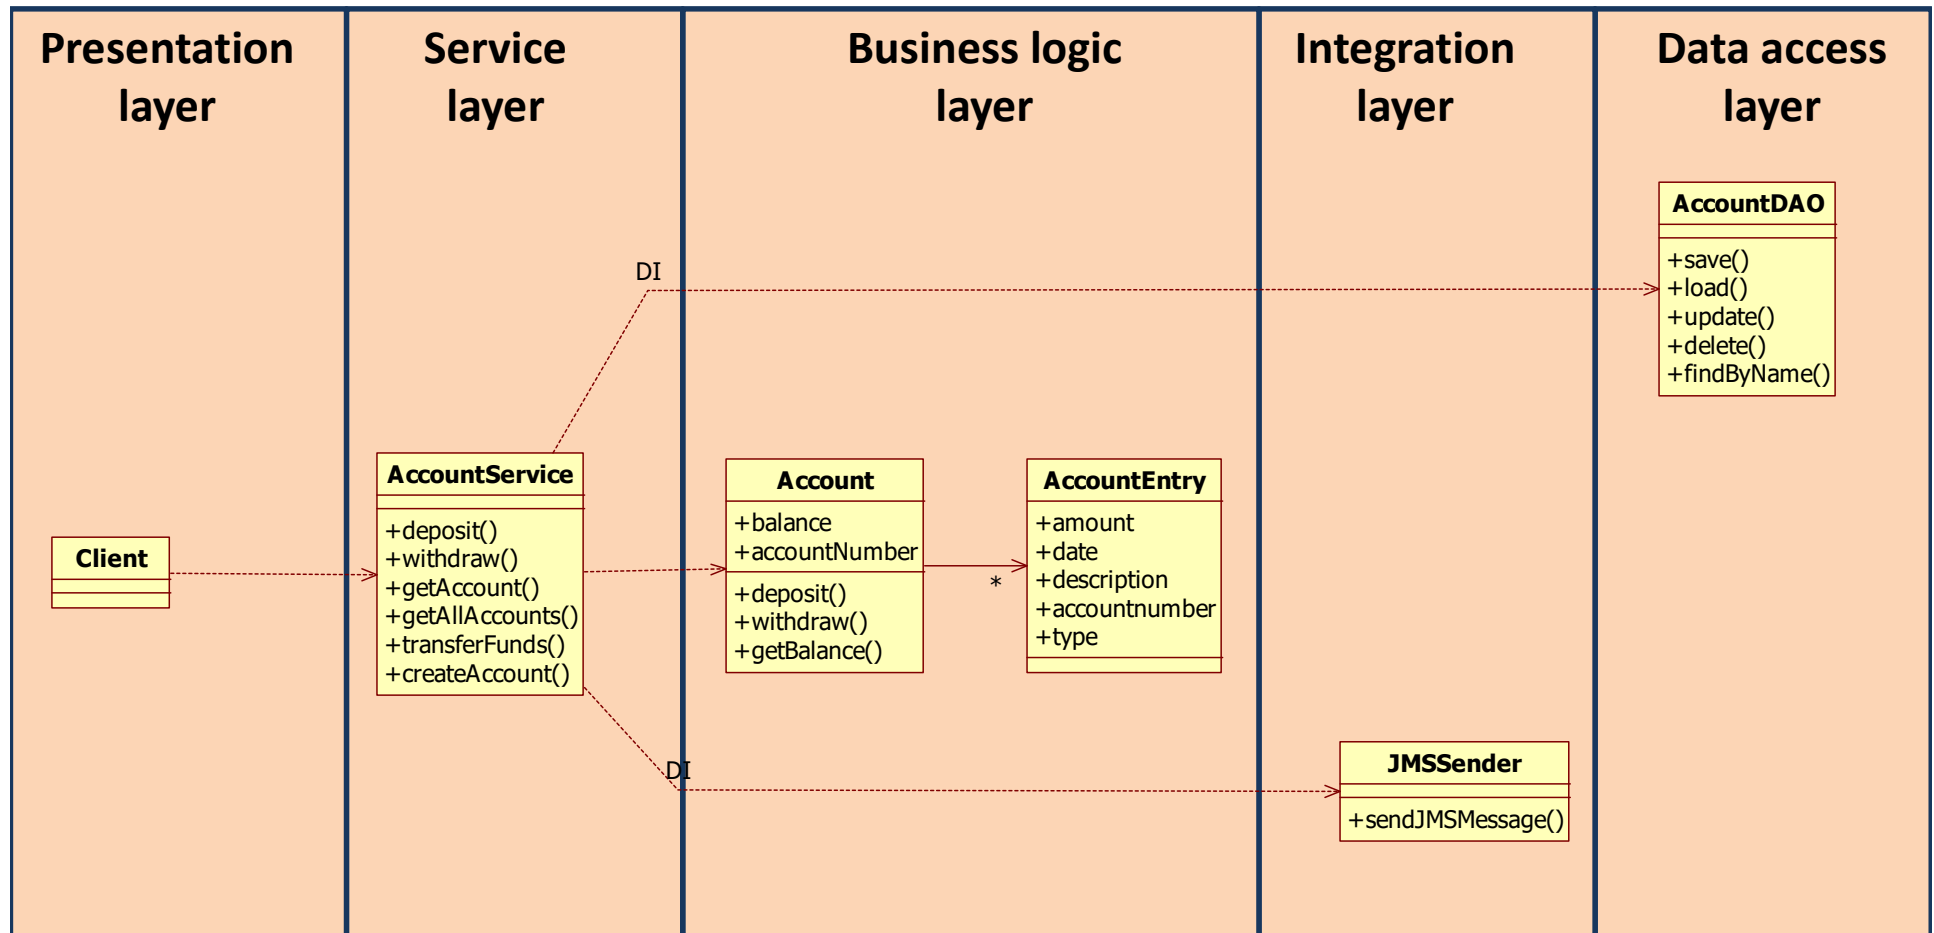 Presentation
layer
Service
layer
Business logic
layer
Integration
layer
Data access
layer
AccountDAO
+save()
+load()
+update()
+delete()
+findByName()
DI
AccountService
+deposit()
+withdraw()
+getAccount()
+getAllAccounts()
+transferFunds()
+createAccount()
Account
+balance
+accountNumber
+deposit()
+withdraw()
+getBalance()
*
AccountEntry
+amount
+date
+description
+accountnumber
+type
Client
DI
JMSSender
+sendJMSMessage()